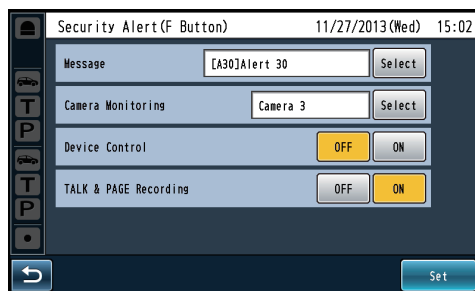 Security Alert(F Button) 11/27/2013(Wed) 15:02
Message [A30]Alert 30 Select
Camera Monitoring Camera 3 Select
T
P
Device Control OFF ON
TALK & PAGE Recording OFF ON
T
P
Set